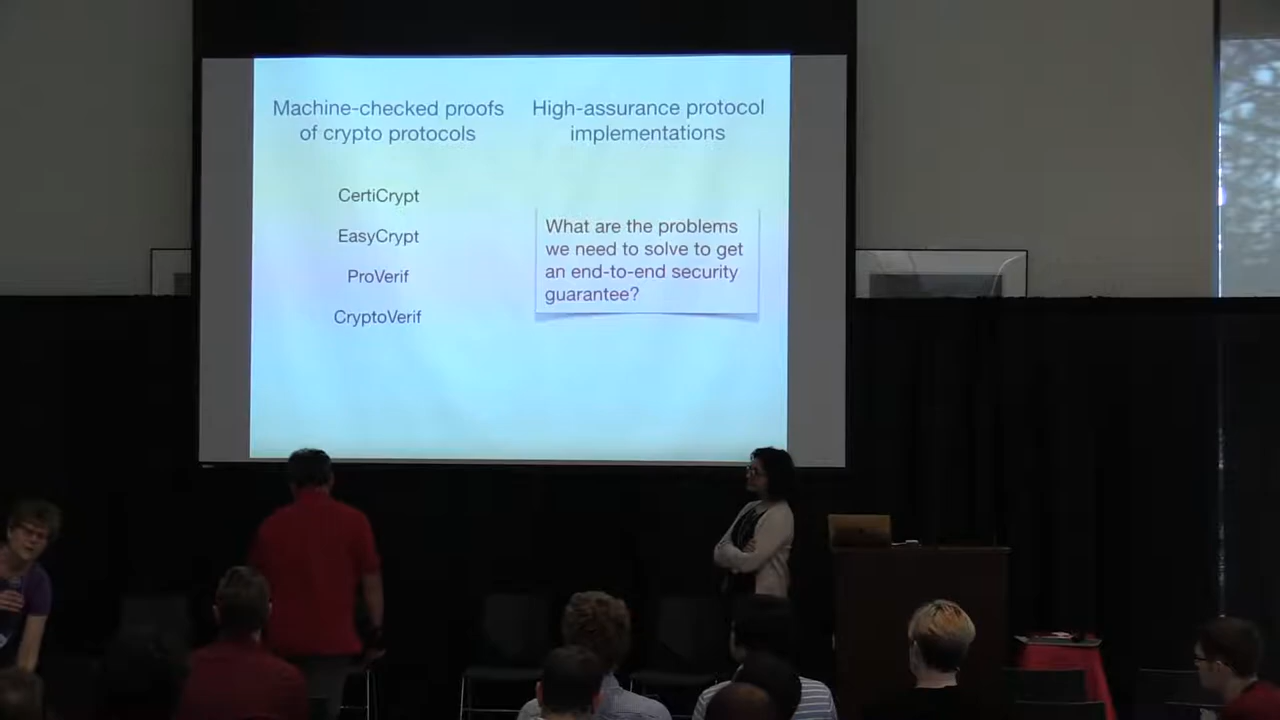 Machine-checked proofs
of crypto protocols
CertiCrypt
EasyCrypt
ProVerif
CryptoVerif
High-assurance protocol
implementations
What are the problems
we need to solve to get
an end-to-end security
guarantee?